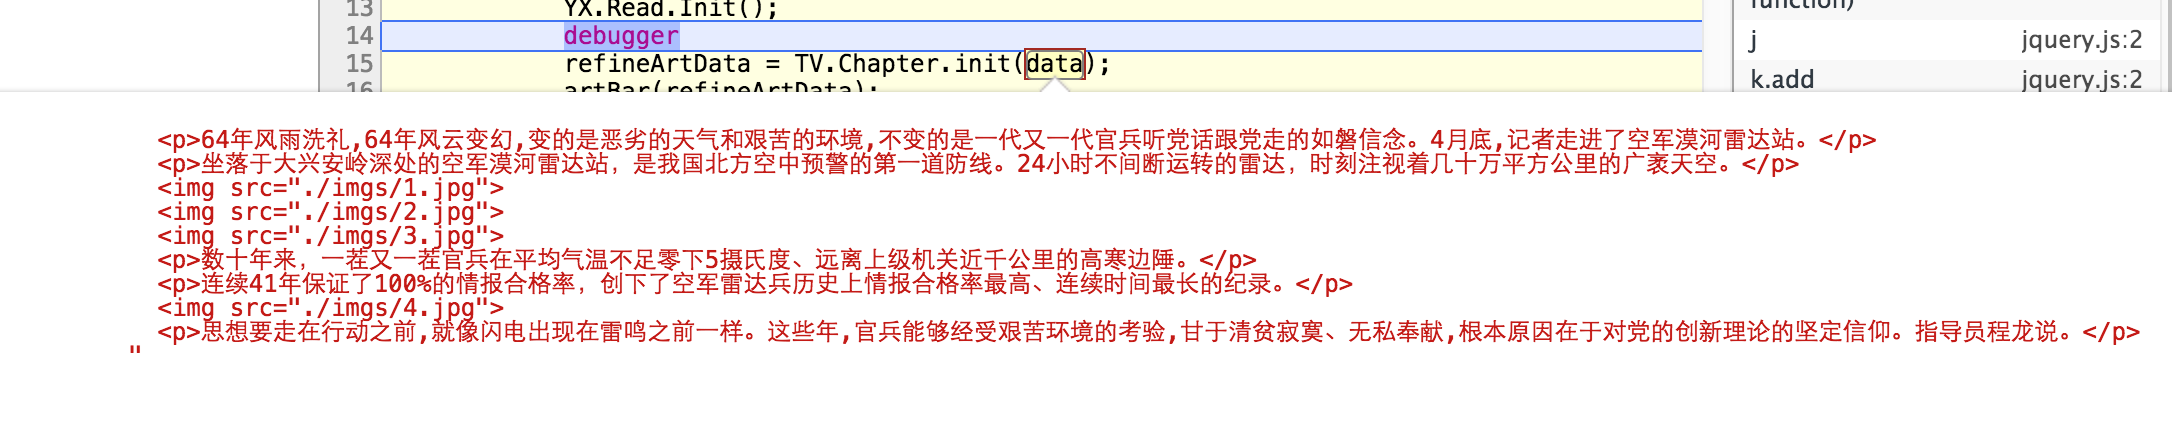 13 YX.Read.Init();
function)
14 debugger
j jquery.js:2
15 refineArtData = TV.Chapter.init(data);
16 artBar(refineArtData);
k.add jquery.js:2
<p>64年风雨洗礼,64年风云变幻,变的是恶劣的天气和艰苦的环境,不变的是一代又一代官兵听党话跟党走的如磐信念。4月底,记者走进了空军漠河雷达站。</p>
<p>坐落于大兴安岭深处的空军漠河雷达站，是我国北方空中预警的第一道防线。24小时不间断运转的雷达，时刻注视着几十万平方公里的广袤天空。</p>
<img src="./imgs/1.jpg">
<img src="./imgs/2.jpg">
<img src="./imgs/3.jpg">
<p>数十年来，一茬又一茬官兵在平均气温不足零下5摄氏度、远离上级机关近千公里的高寒边陲。</p>
<p>连续41年保证了100%的情报合格率，创下了空军雷达兵历史上情报合格率最高、连续时间最长的纪录。</p>
<img src="./imgs/4.jpg">
<p>思想要走在行动之前,就像闪电出现在雷鸣之前一样。这些年,官兵能够经受艰苦环境的考验,甘于清贫寂寞、无私奉献,根本原因在于对党的创新理论的坚定信仰。指导员程龙说。</p>
"